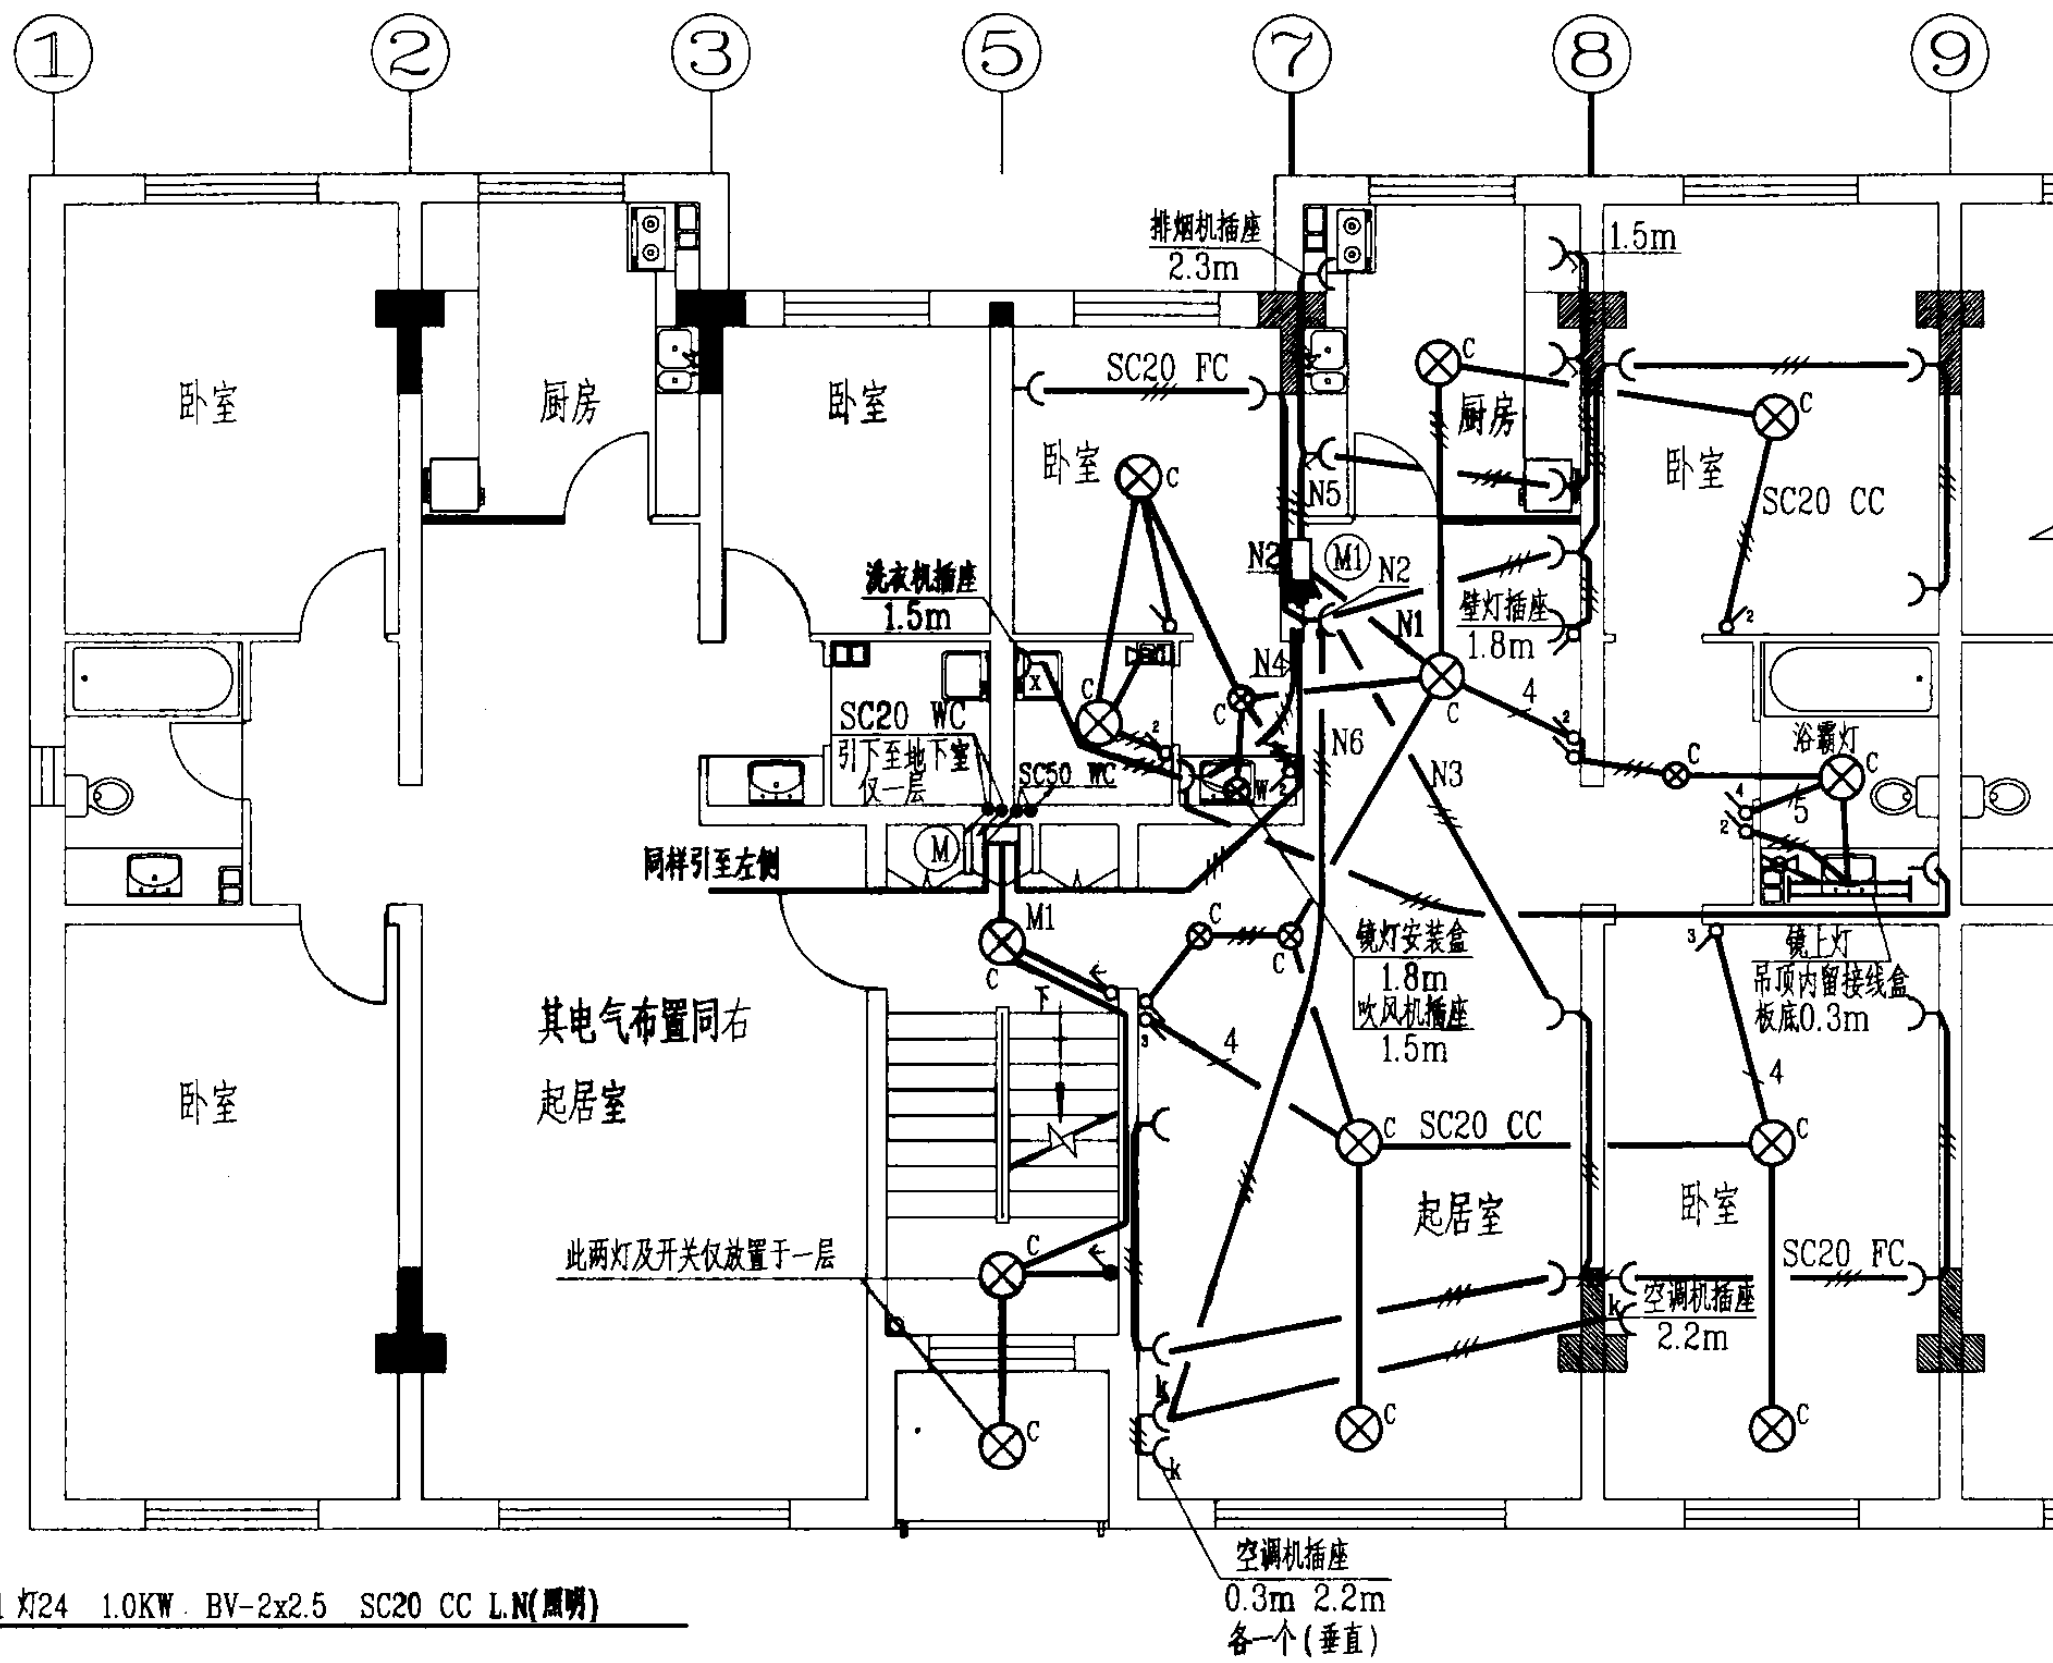 1 2 3 5 7 8 9
排烟机插座
2.3m
1.5m
SC20 FC
C
C
卧室
厨房
卧室
卧室
厨房
卧室
C
N5
SC20 CC
N2
M1
N2
洗衣机插座
1.5m
壁灯插座
1.8m
N1
2
N4
x
C
C
C
4
2
SC20 WC
引下至地下室
仅一层
SC50 WC
2
W
2
N6
N3
C
浴霸灯
C
4
5
2
M
同样引至左侧
M1
C
C
C
下
镜灯安装盒
1.8m
吹风机插座
1.5m
3
镜上灯
吊顶内留接线盒
板底0.3m
其电气布置同右
3
4
4
卧室
起居室
C
SC20 CC
C
起居室
卧室
此两灯及开关仅放置于一层
C
SC20 FC
k
空调机插座
2.2m
k
C
C
C
k
空调机插座
0.3m 2.2m
各一个(垂直)
灯24 1.0KW BV-2x2.5 SC20 CC L.N(照明)